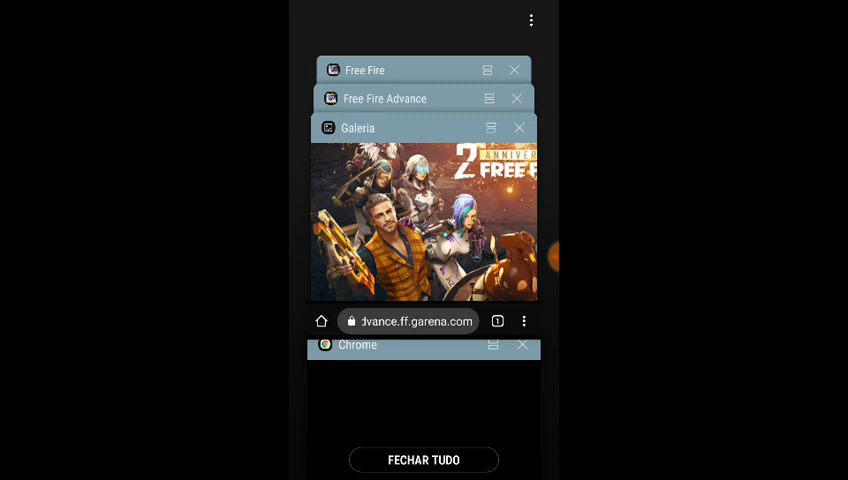 Free Fire
Free Fire Advance
Galeria
2
ANNIVER
FREE F
dvance.ff.garena.com
1
Chrome
FECHAR TUDO